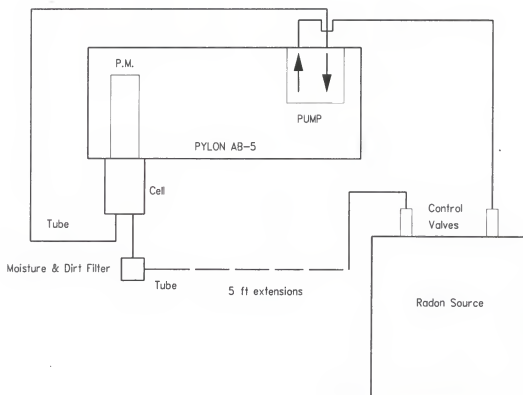 P.M.
PUMP
PYLON AB-5
Cell
Tube
Control
Valves
Moisture & Dirt Filter
Tube
5 ft extensions
Radon Source